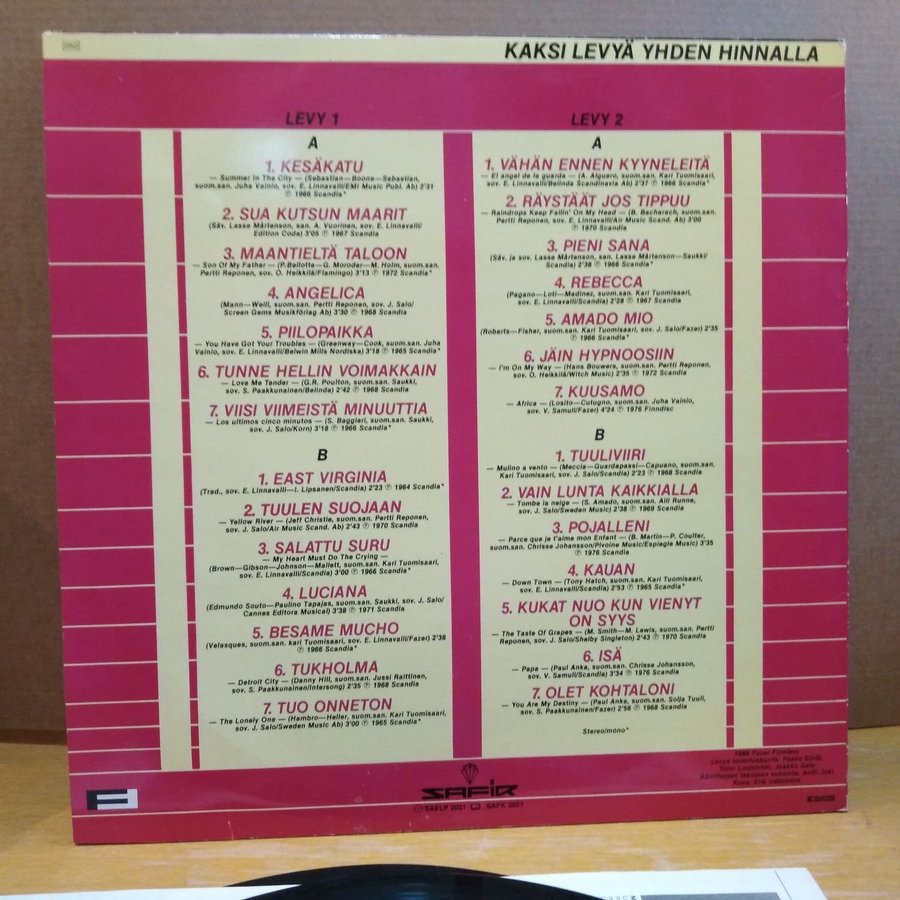 KAKSI LEVYÄ YHDEN HINNALLA
LEVY 1
A
1. KESÄKATU
— Summer In The City — (Sebastian—Boone—Sebastian,
suom.san. Juha Vainio, sov. E. Linnavalli/EMI Music Publ. Ab) 2'31
℗ 1966 Scandia*
2. SUA KUTSUN MAARIT
(Säv. Lasse Mårtenson, san. A. Vuorinen, sov. E. Linnavalli/
Edition Coda) 3'05 ℗ 1967 Scandia
3. MAANTIELTÄ TALOON
— Son Of My Father — (P.Bellotte—G. Moroder—M. Holm, suom.san.
Pertti Reponen, sov. O. Heikkilä/Flamingo) 3'13 ℗ 1972 Scandia*
4. ANGELICA
(Mann—Weill, suom.san. Pertti Reponen, sov. J. Salo/
Screen Gems Musikförlag Ab) 3'30 ℗ 1968 Scandia
5. PIILOPAIKKA
— You Have Got Your Troubles — (Greenway—Cook, suom.san. Juha
Vainio, sov. E. Linnavalli/Belwin Mills Nordiska) 3'18 ℗ 1965 Scandia*
6. TUNNE HELLIN VOIMAKKAIN
— Love Me Tender — (G.R. Poulton, suom.san. Saukki,
sov. S. Paakkunainen/Belinda) 2'42 ℗ 1968 Scandia
7. VIISI VIIMEISTÄ MINUUTTIA
— Los ultimos cinco minutos — (S. Baggieri, suom.san. Saukki,
sov. J. Salo/Korn) 3'18 ℗ 1966 Scandia*
B
1. EAST VIRGINIA
(Trad., sov. E. Linnavalli—I. Lipsanen/Scandia) 2'23 ℗ 1964 Scandia*
2. TUULEN SUOJAAN
— Yellow River — (Jeff Christie, suom.san. Pertti Reponen,
sov. J. Salo/Air Music Scand. Ab) 2'43 ℗ 1970 Scandia
3. SALATTU SURU
— My Heart Must Do The Crying —
(Brown—Gibson—Johnson—Mallett, suom.san. Kari Tuomisaari,
sov. E. Linnavalli/Scandia) 3'00 ℗ 1966 Scandia*
4. LUCIANA
(Edmundo Souto—Paulino Tapajas, suom.san. Saukki, sov. J. Salo/
Cannes Editora Musical) 3'38 ℗ 1971 Scandia
5. BESAME MUCHO
(Velasques, suom.san. kari Tuomisaari, sov. E. Linnavalli/Fazer) 2'38
℗ 1966 Scandia*
6. TUKHOLMA
— Detroit City — (Danny Hill, suom.san. Jussi Raittinen,
sov. S. Paakkunainen/Intersong) 2'35 ℗ 1968 Scandia
7. TUO ONNETON
— The Lonely One — (Hambro—Heller, suom.san. Kari Tuomisaari,
sov. J. Salo/Sweden Music Ab) 3'00 ℗ 1965 Scandia*
LEVY 2
A
1. VÄHÄN ENNEN KYYNELEITÄ
— El angel de la guarda — (A. Alguero, suom.san. Kari Tuomisaari,
sov. E. Linnavalli/Belinda Scandinavia Ab) 2'37 ℗ 1966 Scandia*
2. RÄYSTÄÄT JOS TIPPUU
— Raindrops Keep Fallin' On My Head — (B. Bacharach, suom.san.
Pertti Reponen, sov. E. Linnavalli/Air Music Scand. Ab) 3'00
℗ 1970 Scandia
3. PIENI SANA
(Säv. ja sov. Lasse Mårtenson, san. Lasse Mårtenson—Saukki/
Scandia) 2'38 ℗ 1966 Scandia*
4. REBECCA
(Pagano—Loti—Madinez, suom.san. Kari Tuomisaari,
sov. E. Linnavalli/Scandia) 2'28 ℗ 1967 Scandia*
5. AMADO MIO
(Roberts—Fisher, suom.san. Kari Tuomisaari, sov. J. Salo/Fazer) 2'35
℗ 1966 Scandia*
6. JÄIN HYPNOOSIIN
— I'm On My Way — (Hans Bouwers, suom.san. Pertti Reponen,
sov. O. Heikkilä/Witch Music) 2'35 ℗ 1972 Scandia
7. KUUSAMO
— Africa — (Losito—Cutugno, suom.san. Juha Vainio,
sov. V. Samuli/Fazer) 4'24 ℗ 1976 Finndisc
B
1. TUULIVIIRI
— Mulino a vento — (Meccia—Guardapassi—Capuano, suom.san.
Kari Tuomisaari, sov. J. Salo/Scandia) 2'23 ℗ 1968 Scandia
2. VAIN LUNTA KAIKKIALLA
— Tombe la neige — (S. Amado, suom.san. Aili Runne,
sov. J. Salo/Sweden Music) 2'38 ℗ 1969 Scandia
3. POJALLENI
— Parce que je t'aime mon Enfant — (B. Martin—P. Coulter,
suom.san. Chrisse Johansson/Pivoine Music/Espiegle Music) 3'35
℗ 1976 Scandia
4. KAUAN
— Down Town — (Tony Hatch, suom.san. Kari Tuomisaari,
sov. E. Linnavalli/Scandia) 2'53 ℗ 1965 Scandia*
5. KUKAT NUO KUN VIENYT
ON SYYS
— The Taste Of Grapes — (M. Smith—M. Lewis, suom.san. Pertti
Reponen, sov. J. Salo/Shelby Singleton) 2'43 ℗ 1970 Scandia
6. ISÄ
— Papa — (Paul Anka, suom.san. Chrisse Johansson,
sov. V. Samuli/Scandia) 3'34 ℗ 1976 Scandia
7. OLET KOHTALONI
— You Are My Destiny — (Paul Anka, suom.san. Solja Tuuli,
sov. S. Paakkunainen/Fazer) 2'56 ℗ 1968 Scandia
Stereo/mono*
Fazer Finnlevy
Levyn toimituskunta: Paavo Einiö,
Timo Lindström, Jaakko Salo
Äänitteiden tekninen valvonta: Antti Joki
Kuva: Erik Uddström
SAFIR
SAFLP 2021 SAFK 2021